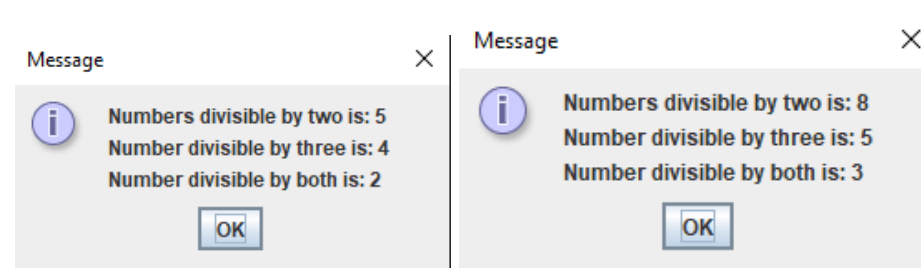 Message
Numbers divisible by two is: 5
Number divisible by three is: 4
Number divisible by both is: 2
OK
Message
Numbers divisible by two is: 8
Number divisible by three is: 5
Number divisible by both is: 3
OK